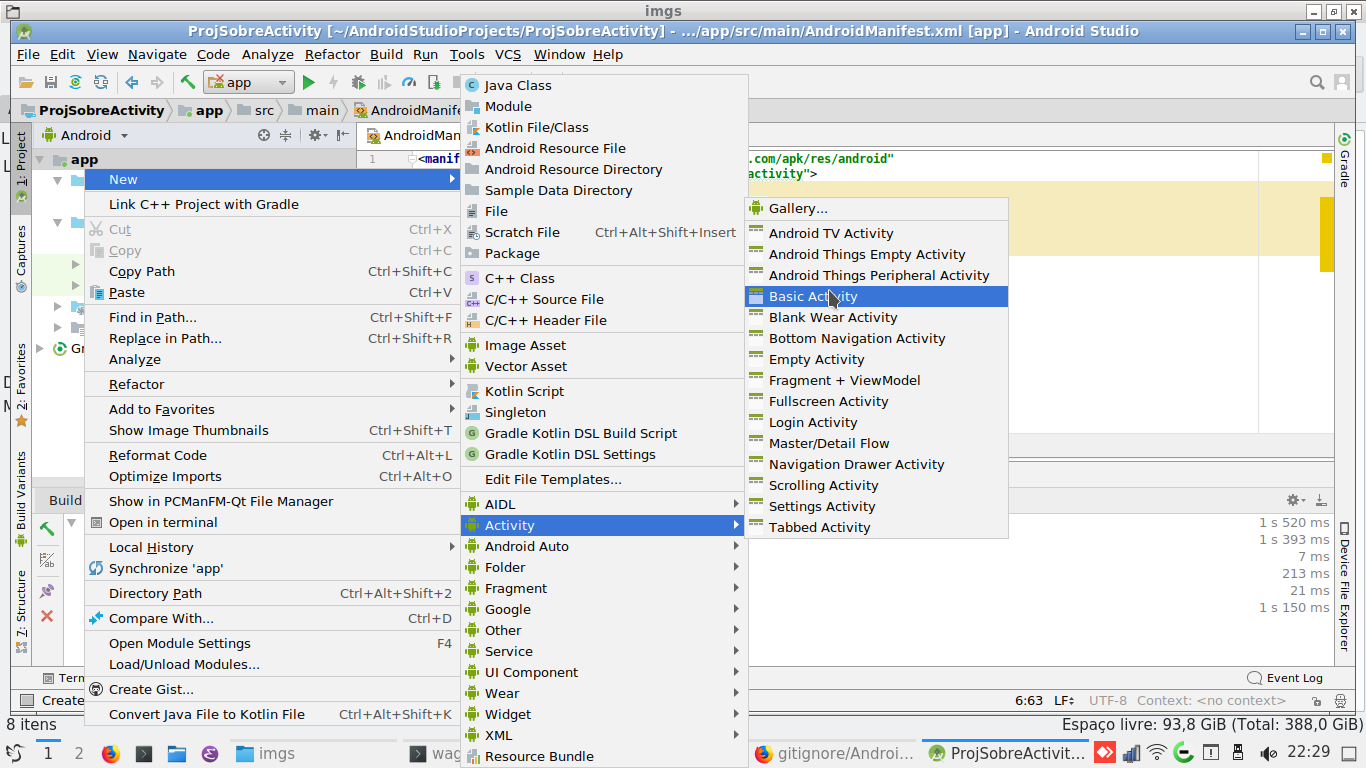 imgs
ProjSobreActivity [~/AndroidStudioProjects/ProjSobreActivity] - .../app/src/main/AndroidManifest.xml [app] - Android Studio
File Edit View Navigate Code Analyze Refactor Build Run Tools VCS Window Help
app
ProjSobreActivity app src main AndroidManife
Android
AndroidMan
1: Project
Captures
2: Favorites
Build Variants
7: Structure
app
Gr
1 <manif
.com/apk/res/android"
activity">
Gradle
Device File Explorer
New
Link C++ Project with Gradle
Cut Ctrl+X
Copy Ctrl+C
Copy Path Ctrl+Shift+C
Paste Ctrl+V
Find in Path... Ctrl+Shift+F
Replace in Path... Ctrl+Shift+R
Analyze
Refactor
Add to Favorites
Show Image Thumbnails Ctrl+Shift+T
Reformat Code Ctrl+Alt+L
Optimize Imports Ctrl+Alt+O
Show in PCManFM-Qt File Manager
Open in terminal
Local History
Synchronize 'app'
Directory Path Ctrl+Alt+Shift+2
Compare With... Ctrl+D
Open Module Settings F4
Load/Unload Modules...
Create Gist...
Convert Java File to Kotlin File Ctrl+Alt+Shift+K
Java Class
Module
Kotlin File/Class
Android Resource File
Android Resource Directory
Sample Data Directory
File
Scratch File Ctrl+Alt+Shift+Insert
Package
C++ Class
C/C++ Source File
C/C++ Header File
Image Asset
Vector Asset
Kotlin Script
Singleton
Gradle Kotlin DSL Build Script
Gradle Kotlin DSL Settings
Edit File Templates...
AIDL
Activity
Android Auto
Folder
Fragment
Google
Other
Service
UI Component
Wear
Widget
XML
Resource Bundle
Gallery...
Android TV Activity
Android Things Empty Activity
Android Things Peripheral Activity
Basic Activity
Blank Wear Activity
Bottom Navigation Activity
Empty Activity
Fragment + ViewModel
Fullscreen Activity
Login Activity
Master/Detail Flow
Navigation Drawer Activity
Scrolling Activity
Settings Activity
Tabbed Activity
Build
1 s 520 ms
1 s 393 ms
7 ms
213 ms
21 ms
1 s 150 ms
Term
Event Log
Create
6:63 LF÷ UTF-8 Context: <no context>
8 itens
Espaço livre: 93,8 GiB (Total: 388,0 GiB)
1 2 imgs wag gitignore/Androi... ProjSobreActivit... 22:29